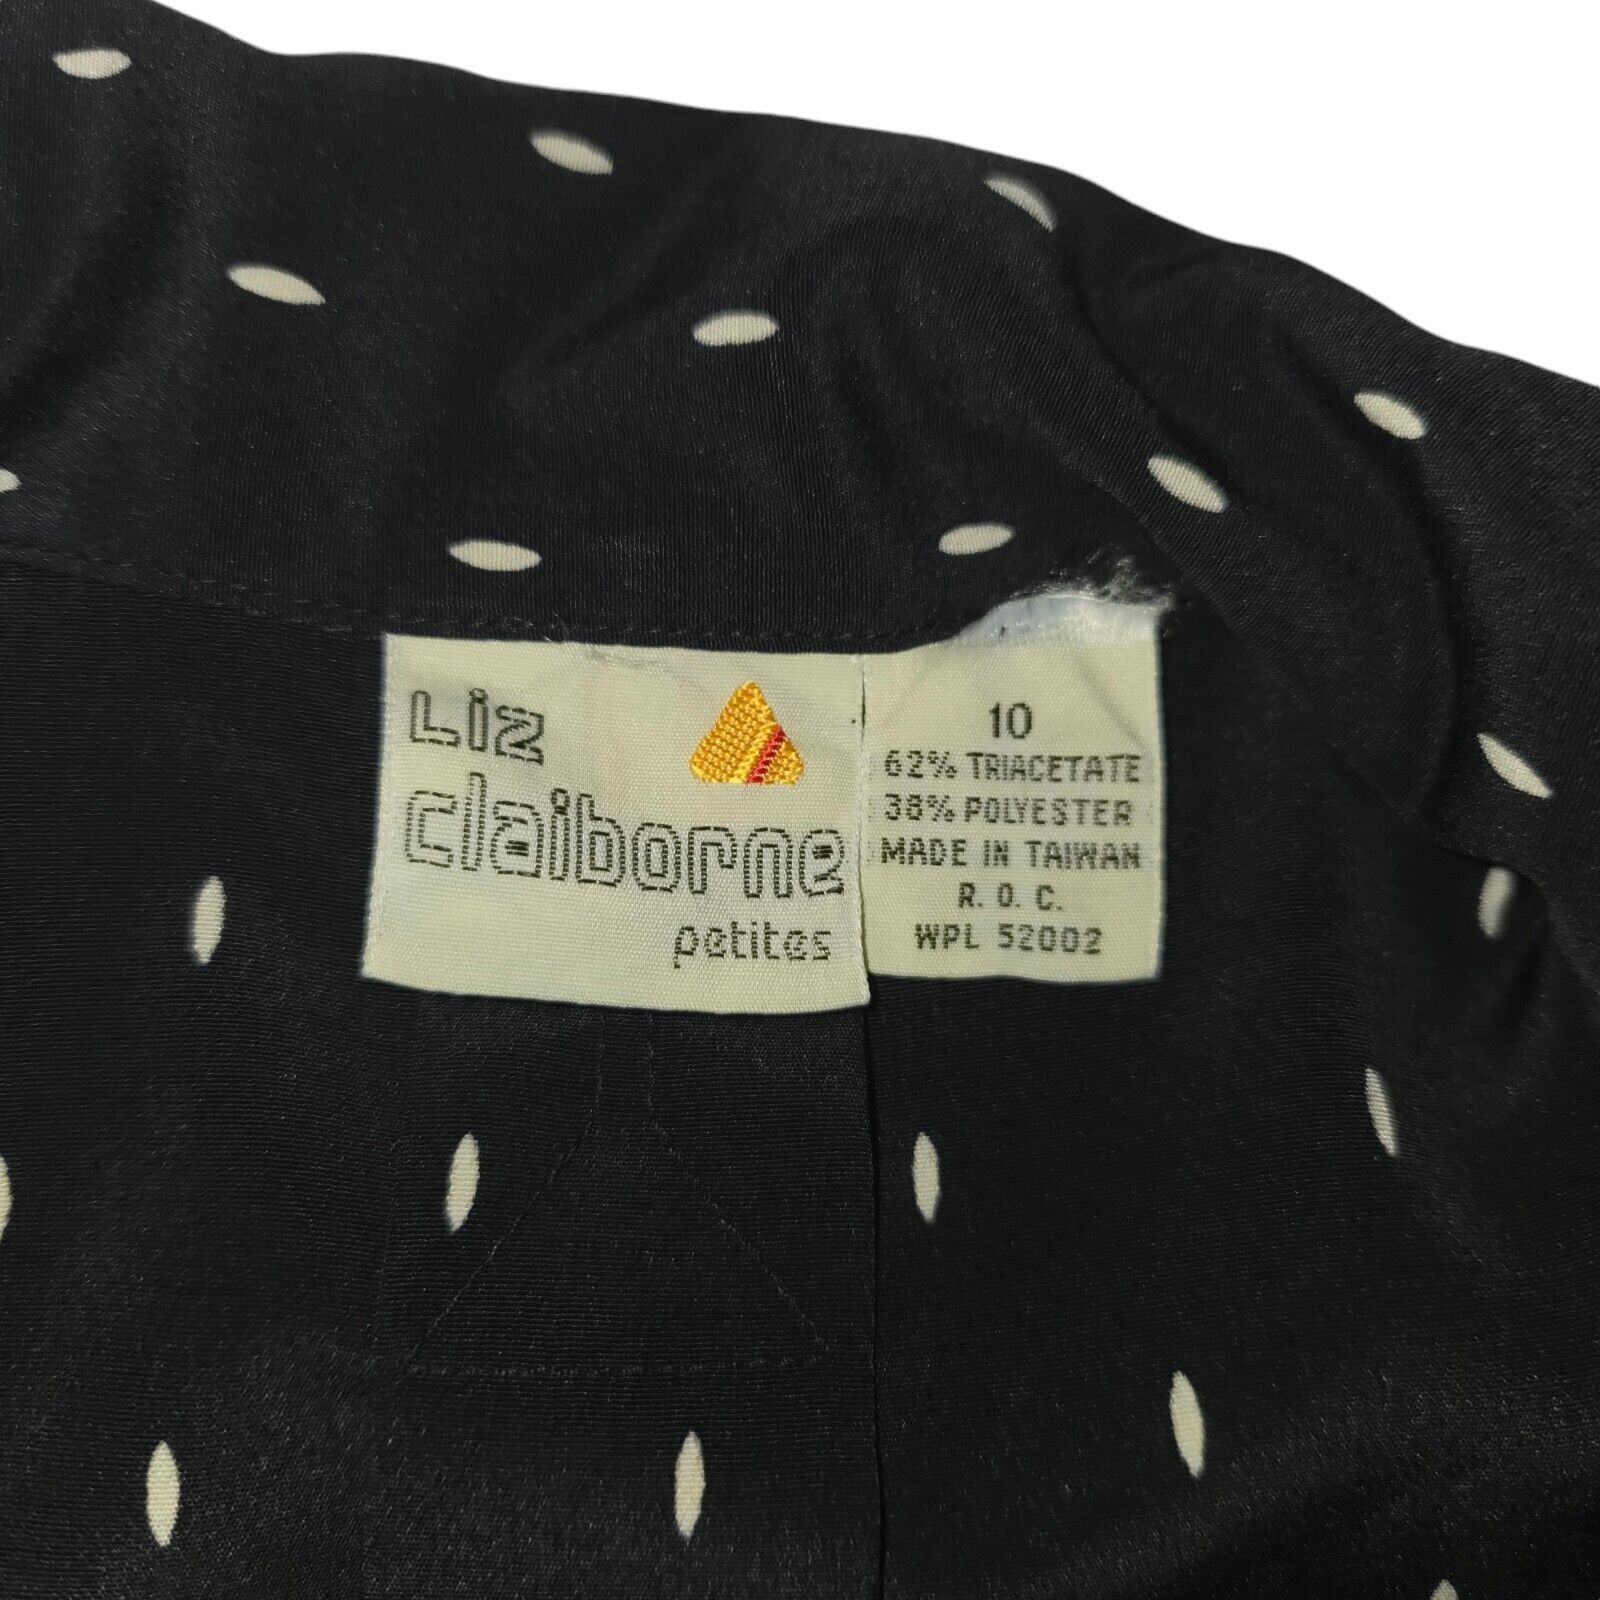 Liz
claiborne
petites
10
62% TRIACETATE
38% POLYESTER
MADE IN TAIWAN
R. O. C.
WPL 52002